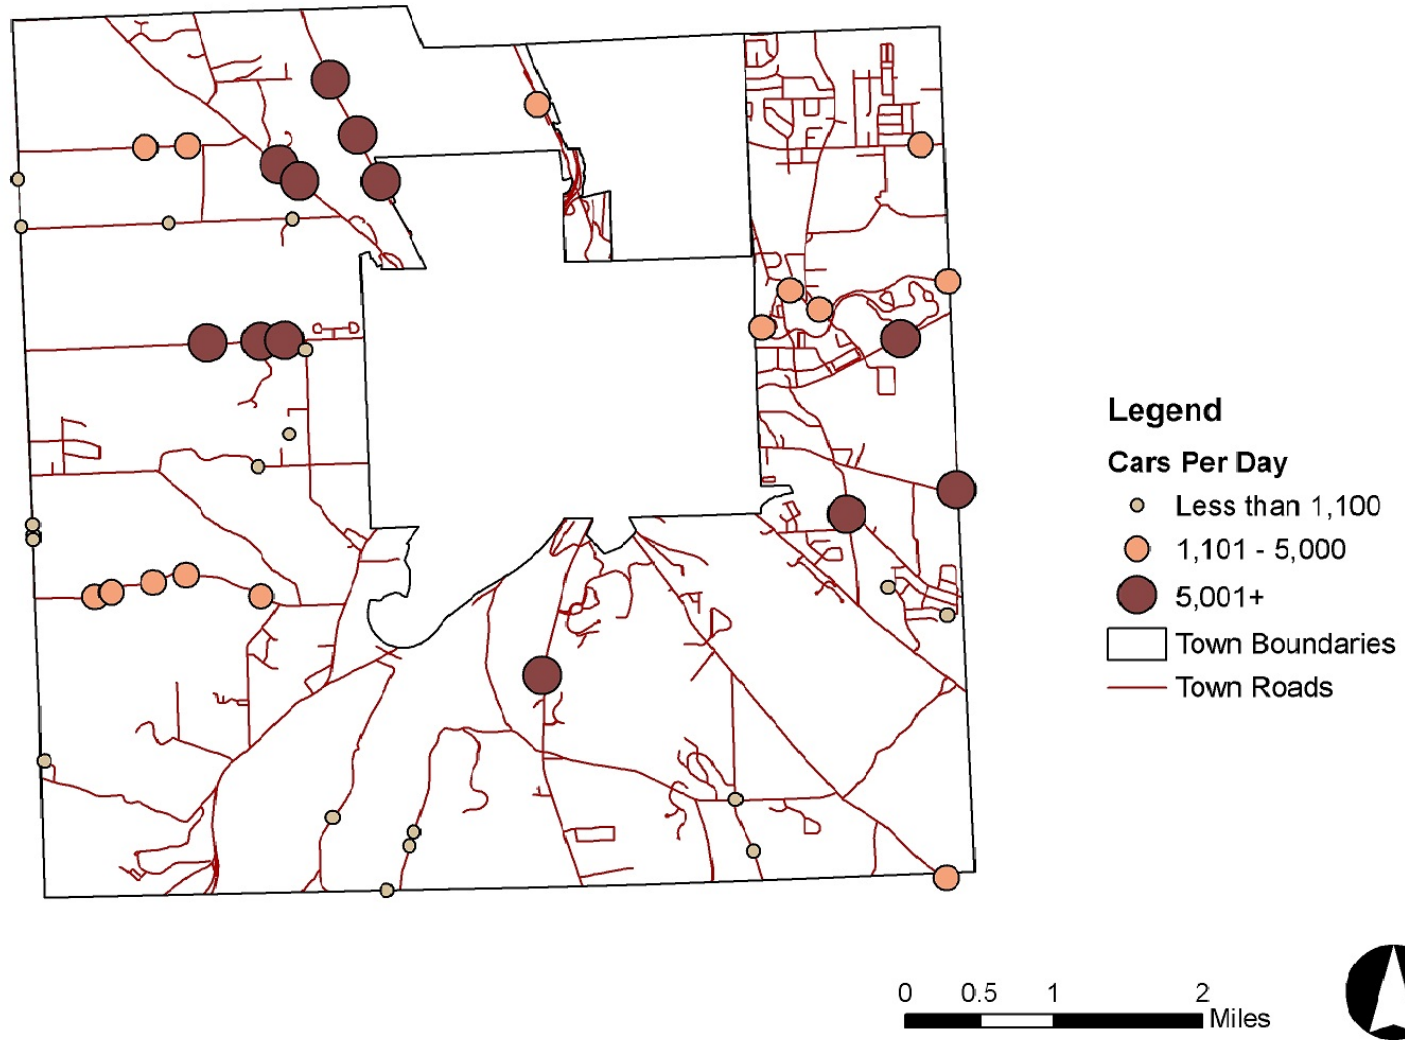 Legend
Cars Per Day
Less than 1,100
1,101 - 5,000
5,001+
Town Boundaries
Town Roads
0 0.5 1 2
Miles